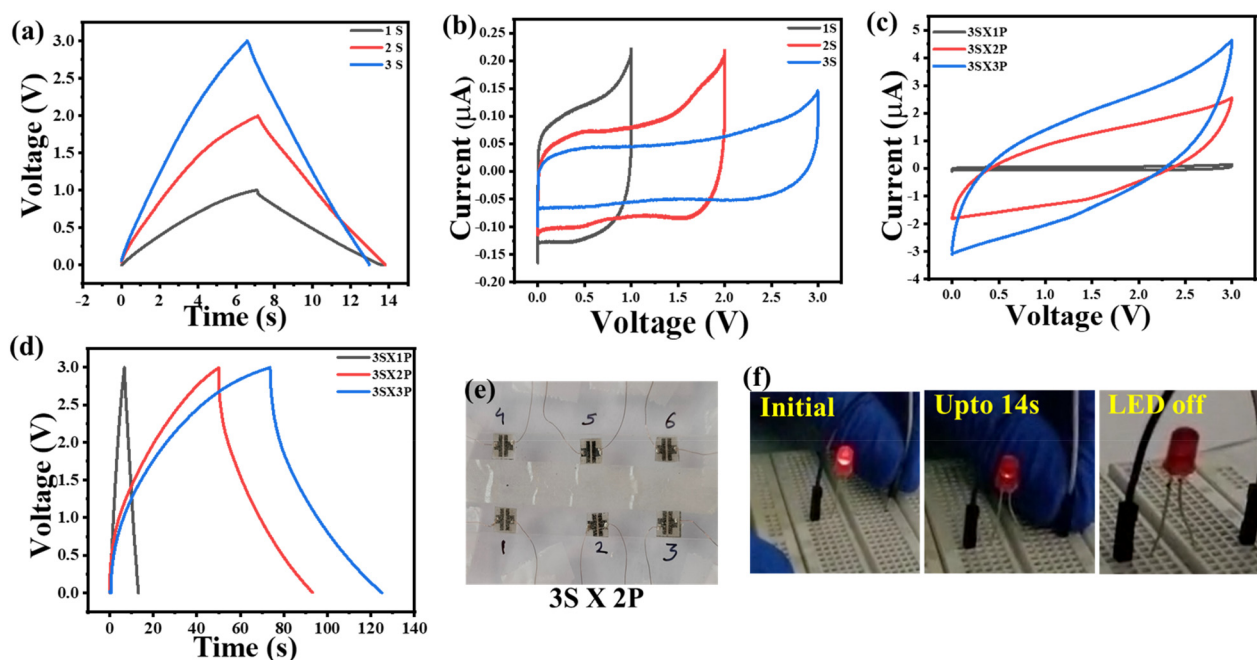 (a)
1 S
2 S
3 S
Voltage (V)
3.0
2.5
2.0
1.5
1.0
0.5
0.0
-2 0 2 4 6 8 10 12 14
Time (s)
(b)
1S
2S
3S
Current (μA)
0.25
0.20
0.15
0.10
0.05
0.00
-0.05
-0.10
-0.15
-0.20
0.0 0.5 1.0 1.5 2.0 2.5 3.0
Voltage (V)
(c)
3SX1P
3SX2P
3SX3P
Current (μA)
5
4
3
2
1
0
-1
-2
-3
-4
0.0 0.5 1.0 1.5 2.0 2.5 3.0
Voltage (V)
(d)
3SX1P
3SX2P
3SX3P
Voltage (V)
3.0
2.5
2.0
1.5
1.0
0.5
0.0
0 20 40 60 80 100 120 140
Time (s)
(e)
4 5 6
1 2 3
3S X 2P
(f)
Initial
Upto 14s
LED off